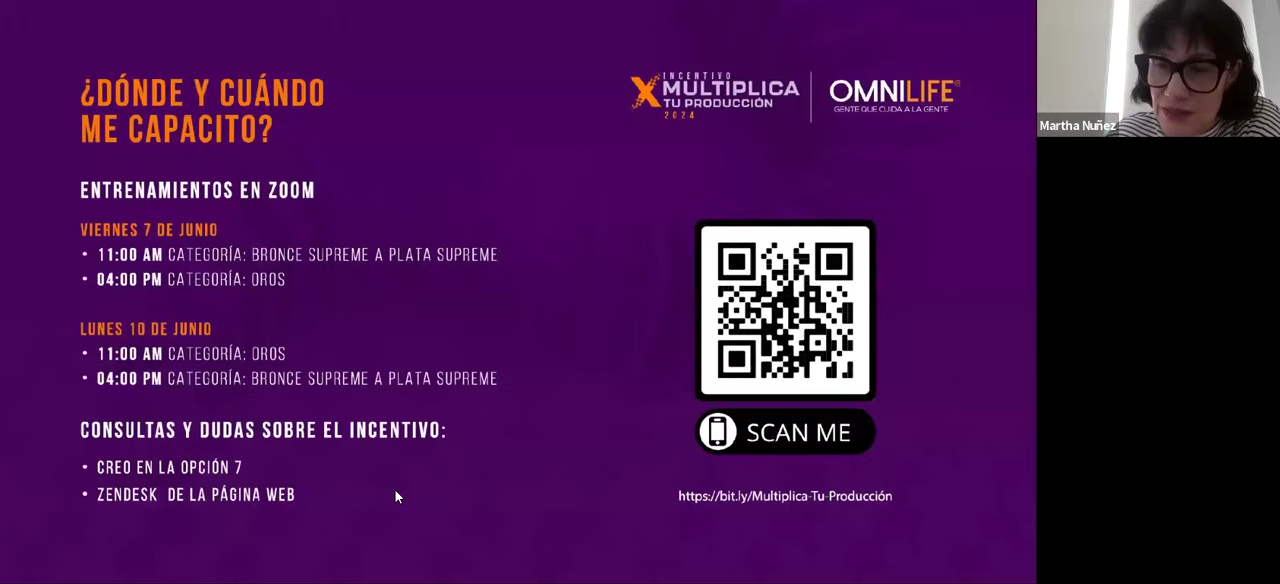 ¿DÓNDE Y CUÁNDO
ME CAPACITO?
INCENTIVO
MULTIPLICA
TU PRODUCCIÓN
2024
OMNILIFE
GENTE QUE CUIDA A LA GENTE
Martha Nuñez
ENTRENAMIENTOS EN ZOOM
VIERNES 7 DE JUNIO
• 11:00 AM CATEGORÍA: BRONCE SUPREME A PLATA SUPREME
• 04:00 PM CATEGORÍA: OROS
LUNES 10 DE JUNIO
• 11:00 AM CATEGORÍA: OROS
• 04:00 PM CATEGORÍA: BRONCE SUPREME A PLATA SUPREME
CONSULTAS Y DUDAS SOBRE EL INCENTIVO:
• CREO EN LA OPCIÓN 7
• ZENDESK DE LA PÁGINA WEB
SCAN ME
https://bit.ly/Multiplica-Tu-Producción